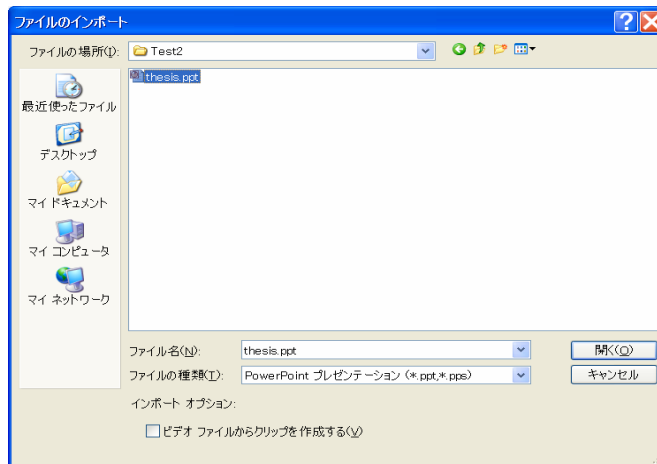 ファイルのインポート
ファイルの場所(I):
Test2
thesis.ppt
最近使ったファイル
デスクトップ
マイ ドキュメント
マイ コンピュータ
マイ ネットワーク
ファイル名(N):
thesis.ppt
開く(O)
ファイルの種類(T):
PowerPoint プレゼンテーション (*.ppt,*.pps)
キャンセル
インポート オプション:
ビデオ ファイルからクリップを作成する(V)